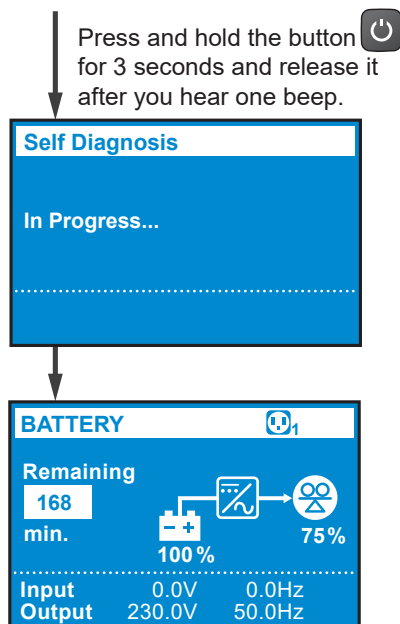 Press and hold the button
for 3 seconds and release it
after you hear one beep.
Self Diagnosis
In Progress...
BATTERY 1
Remaining
168
min.
100%
75%
Input 0.0V 0.0Hz
Output 230.0V 50.0Hz